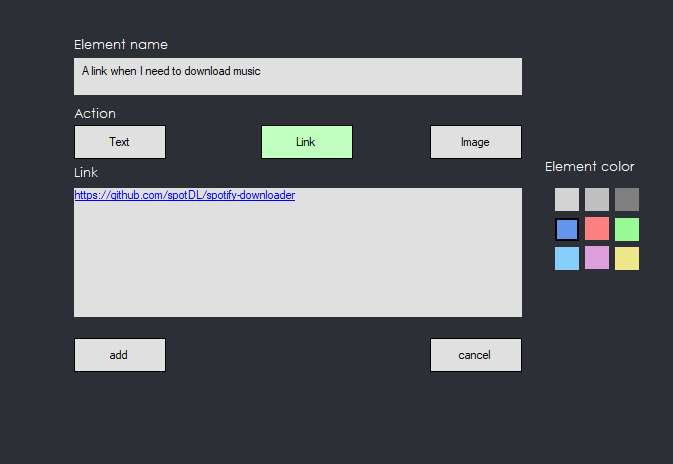 Element name
A link when I need to download music
Action
Text
Link
Image
Link
Element color
https://github.com/spotDL/spotify-downloader
add
cancel